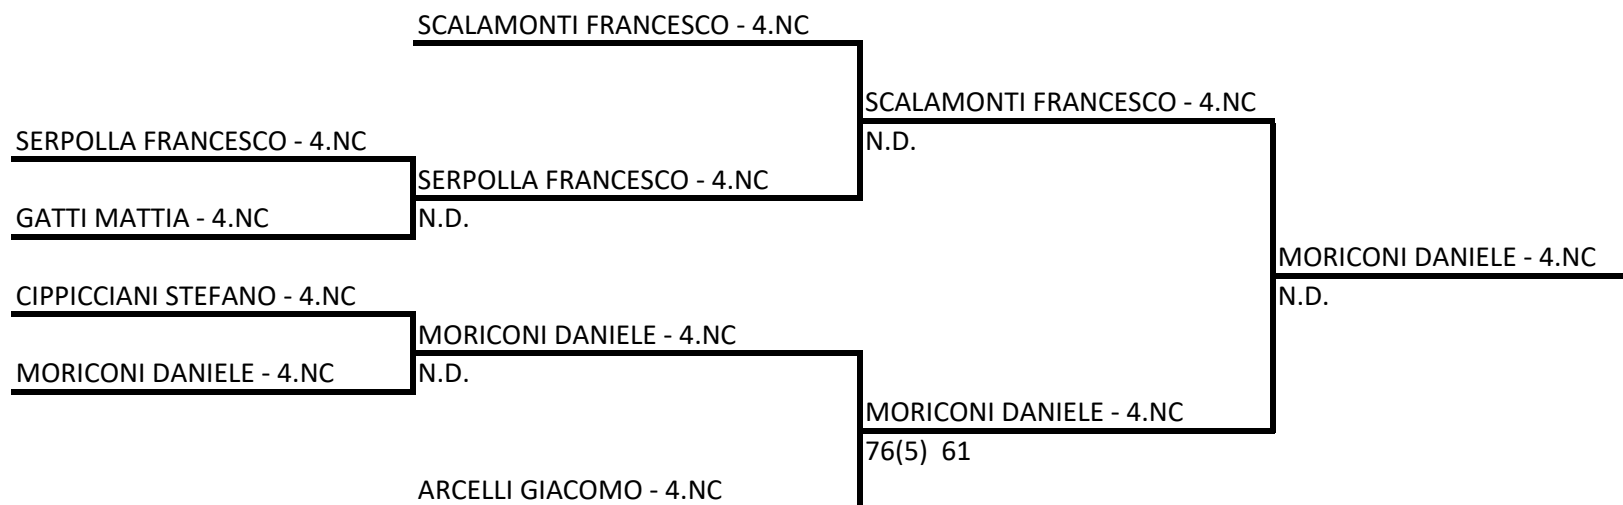 SCALAMONTI FRANCESCO - 4.NC
SCALAMONTI FRANCESCO - 4.NC
SERPOLLA FRANCESCO - 4.NC
N.D.
SERPOLLA FRANCESCO - 4.NC
GATTI MATTIA - 4.NC
N.D.
MORICONI DANIELE - 4.NC
CIPPICCIANI STEFANO - 4.NC
N.D.
MORICONI DANIELE - 4.NC
MORICONI DANIELE - 4.NC
N.D.
MORICONI DANIELE - 4.NC
76(5)  61
ARCELLI GIACOMO - 4.NC